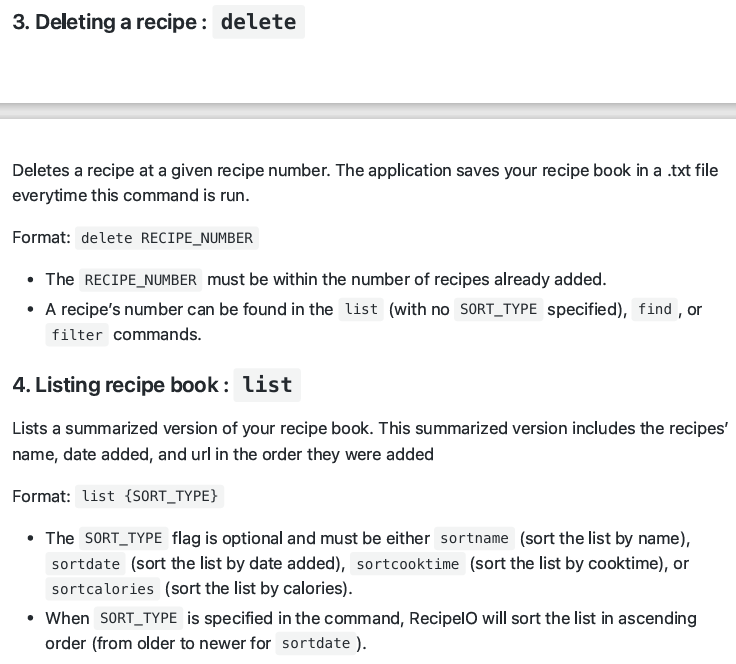 3. Deleting a recipe : delete
Deletes a recipe at a given recipe number. The application saves your recipe book in a .txt file
everytime this command is run.
Format: delete RECIPE_NUMBER
• The RECIPE_NUMBER must be within the number of recipes already added.
• A recipe’s number can be found in the list (with no SORT_TYPE specified), find , or
filter commands.
4. Listing recipe book : list
Lists a summarized version of your recipe book. This summarized version includes the recipes’
name, date added, and url in the order they were added
Format: list {SORT_TYPE}
• The SORT_TYPE flag is optional and must be either sortname (sort the list by name),
sortdate (sort the list by date added), sortcooktime (sort the list by cooktime), or
sortcalories (sort the list by calories).
• When SORT_TYPE is specified in the command, RecipeIO will sort the list in ascending
order (from older to newer for sortdate ).